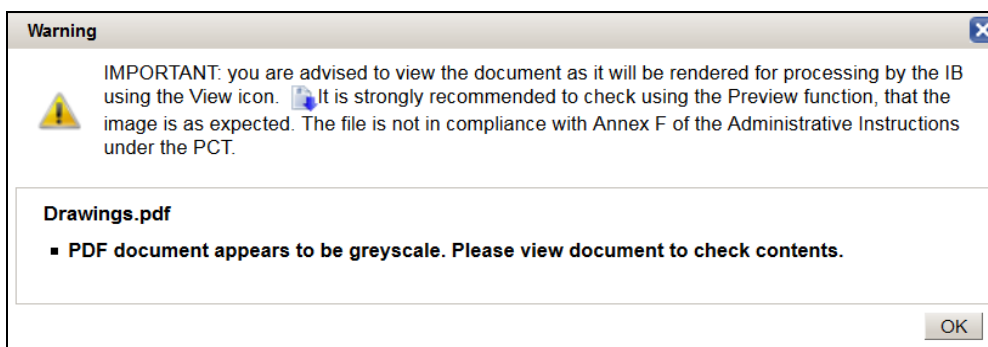 Warning
IMPORTANT: you are advised to view the document as it will be rendered for processing by the IB
using the View icon. It is strongly recommended to check using the Preview function, that the
image is as expected. The file is not in compliance with Annex F of the Administrative Instructions
under the PCT.
Drawings.pdf
▪ PDF document appears to be greyscale. Please view document to check contents.
OK